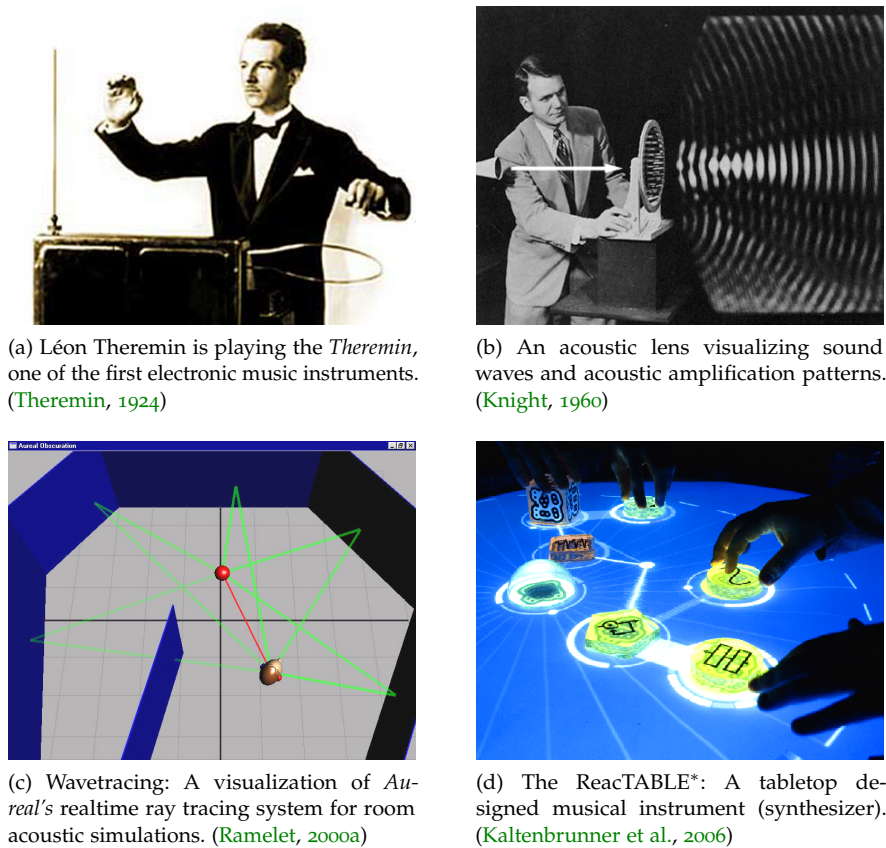 (a) Léon Theremin is playing the Theremin,
one of the first electronic music instruments.
(Theremin, 1924)
(b) An acoustic lens visualizing sound
waves and acoustic amplification patterns.
(Knight, 1960)
Aureal Obscuration
(c) Wavetracing: A visualization of Au-
real's realtime ray tracing system for room
acoustic simulations. (Ramelet, 2000a)
(d) The ReacTABLE*: A tabletop de-
signed musical instrument (synthesizer).
(Kaltenbrunner et al., 2006)